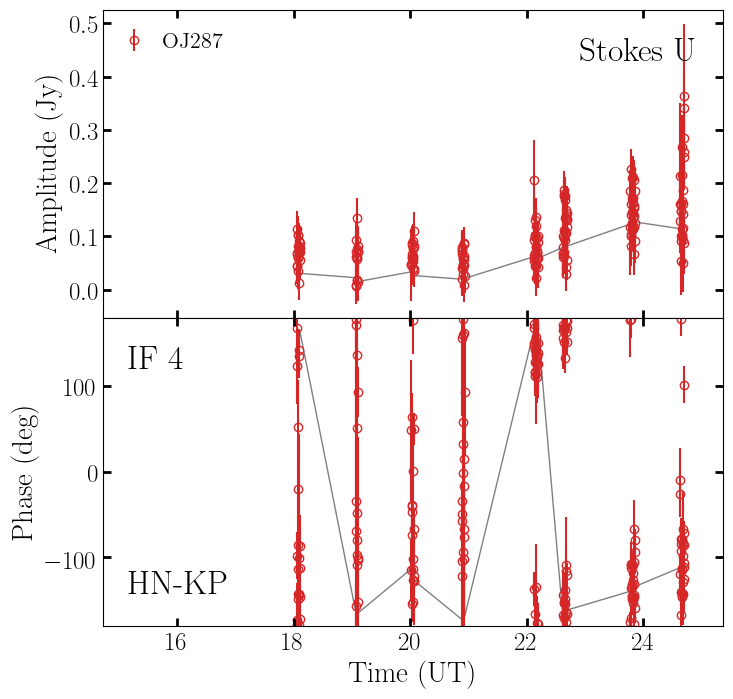 0.5
OJ287
Stokes U
0.4
0.3
0.2
0.1
0.0
Amplitude (Jy)
IF 4
100
0
−100
Phase (deg)
HN-KP
16 18 20 22 24
Time (UT)